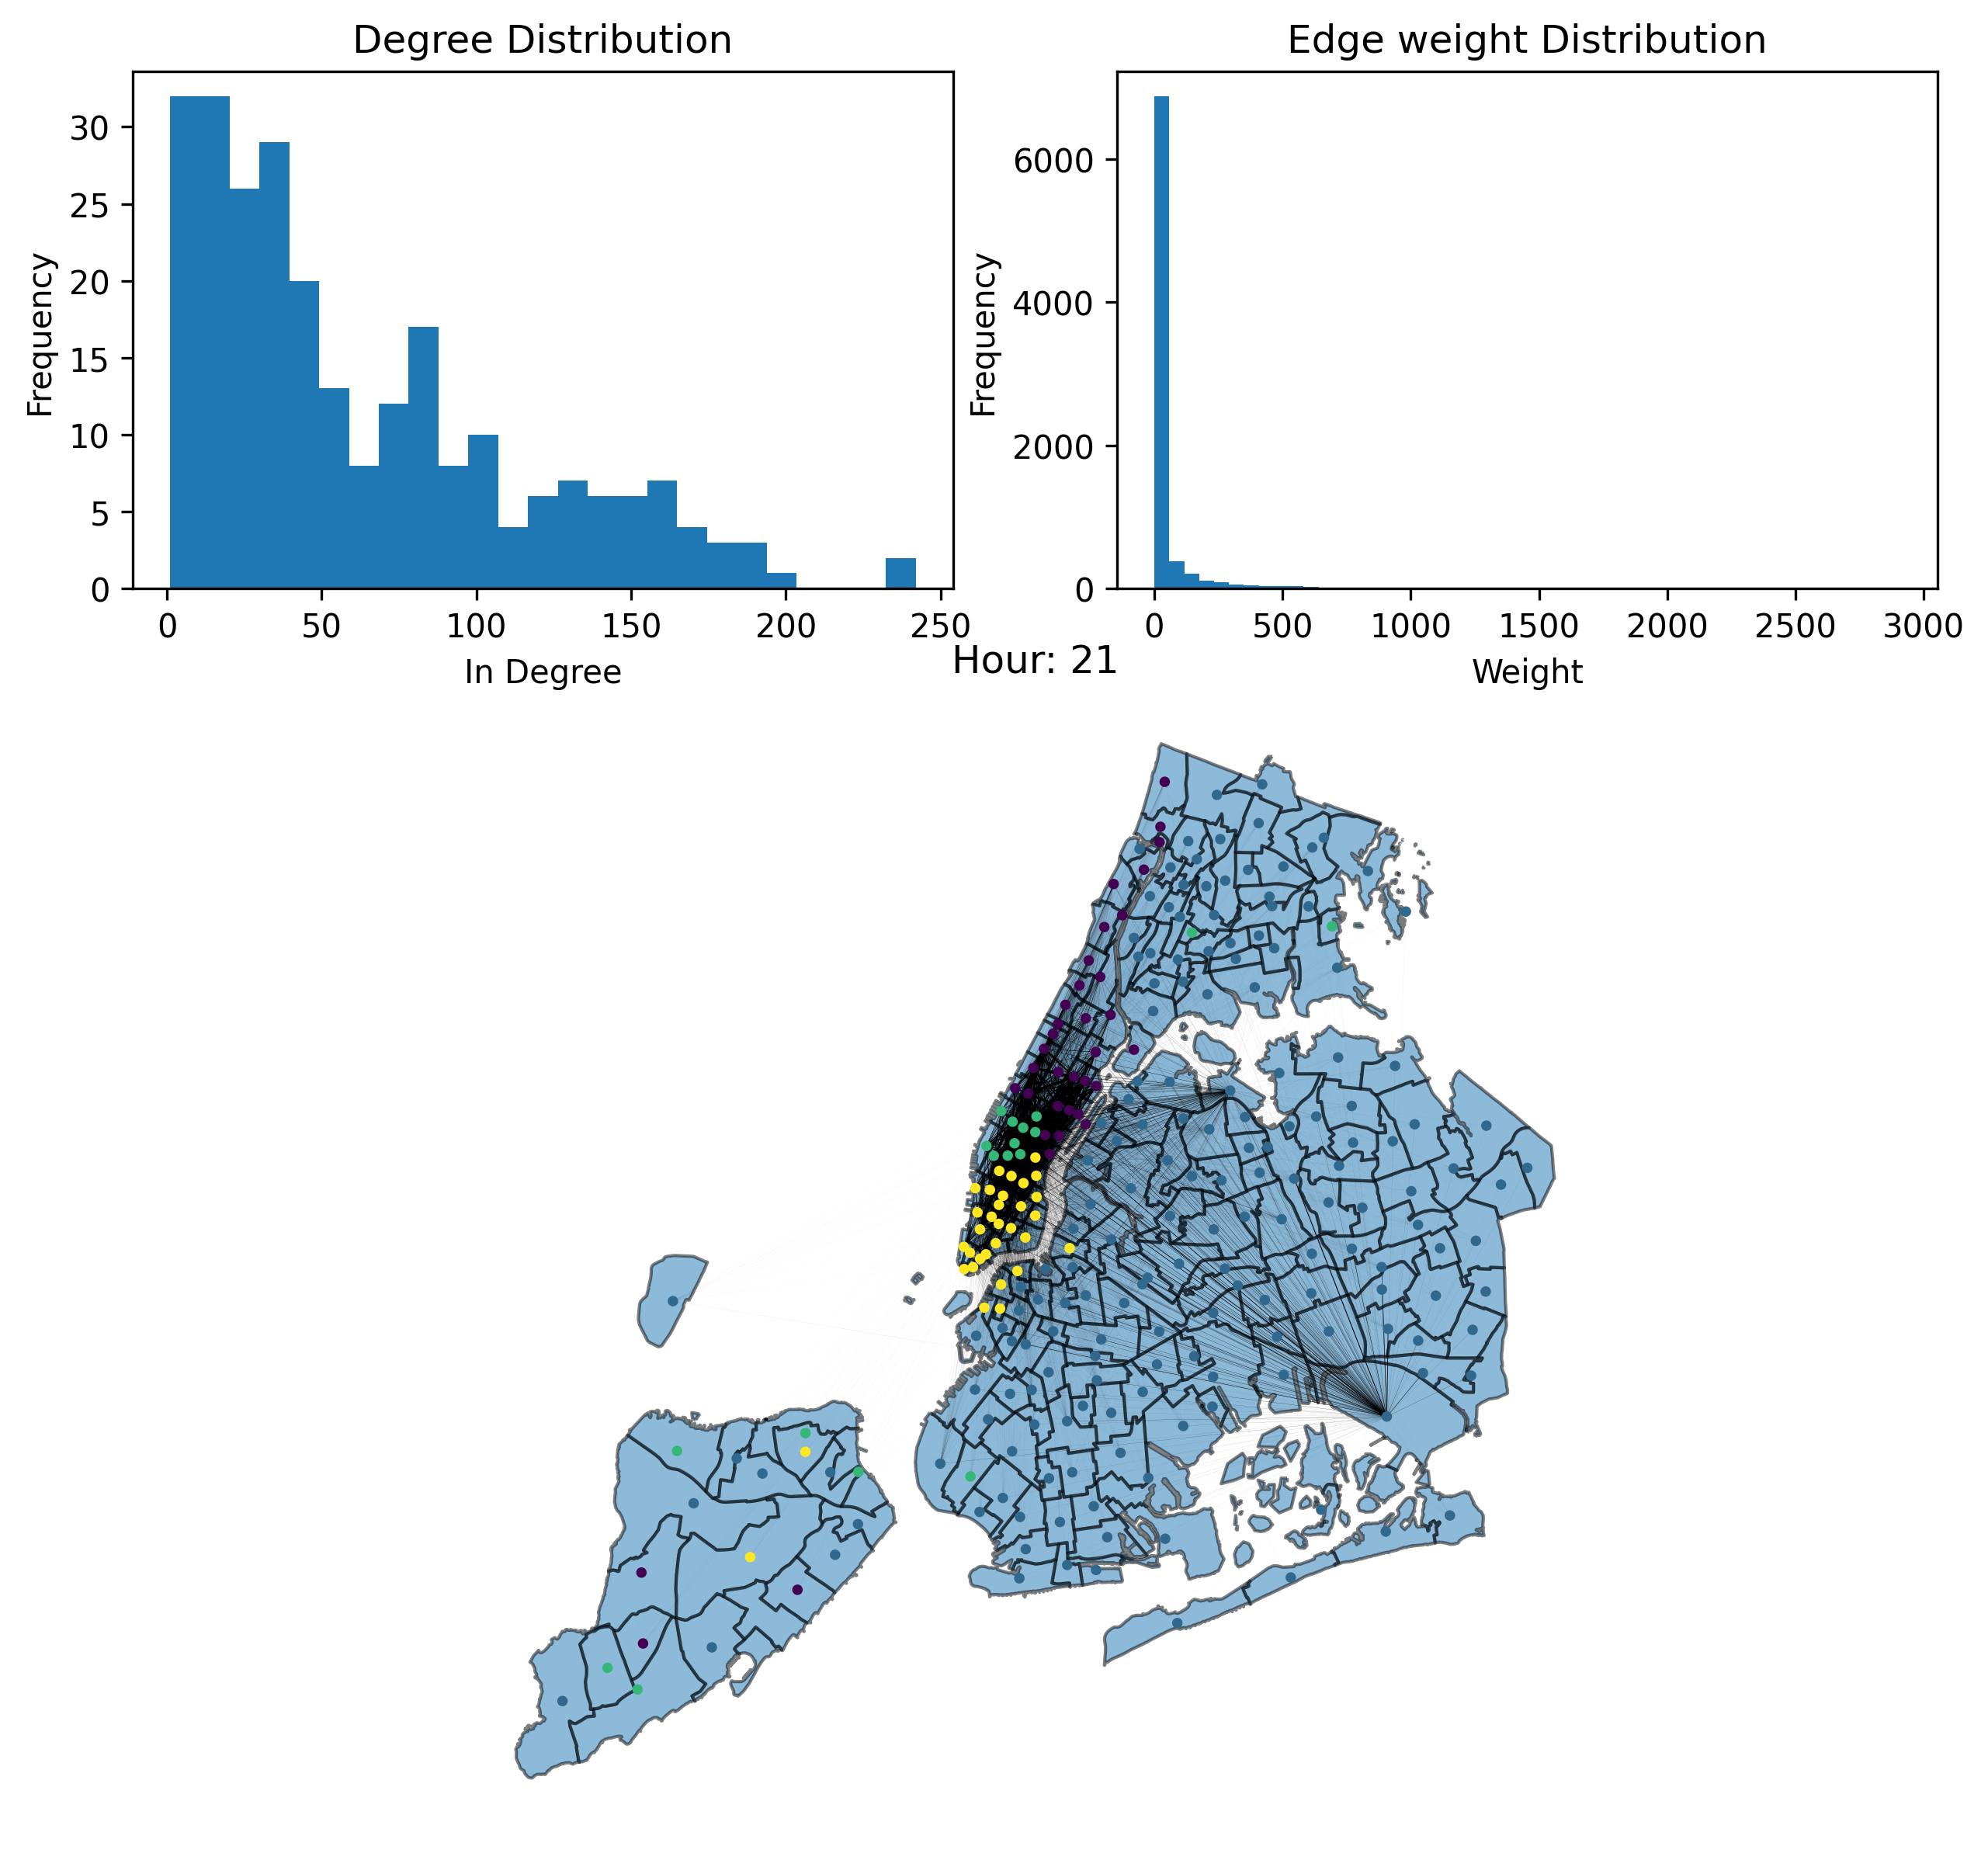 Degree Distribution
30
25
20
15
10
5
0
Frequency
0 50 100 150 200 250
In Degree
Edge weight Distribution
6000
4000
2000
0
Frequency
0 500 1000 1500 2000 2500 3000
Weight
Hour: 21